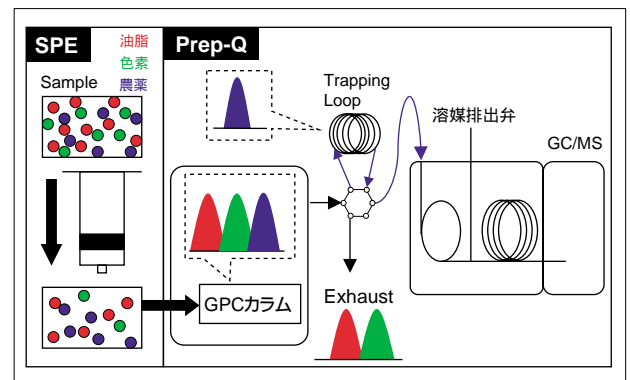 SPE
油脂
色素
農薬
Sample
Prep-Q
Trapping
Loop
溶媒排出弁
GC/MS
GPCカラム
Exhaust